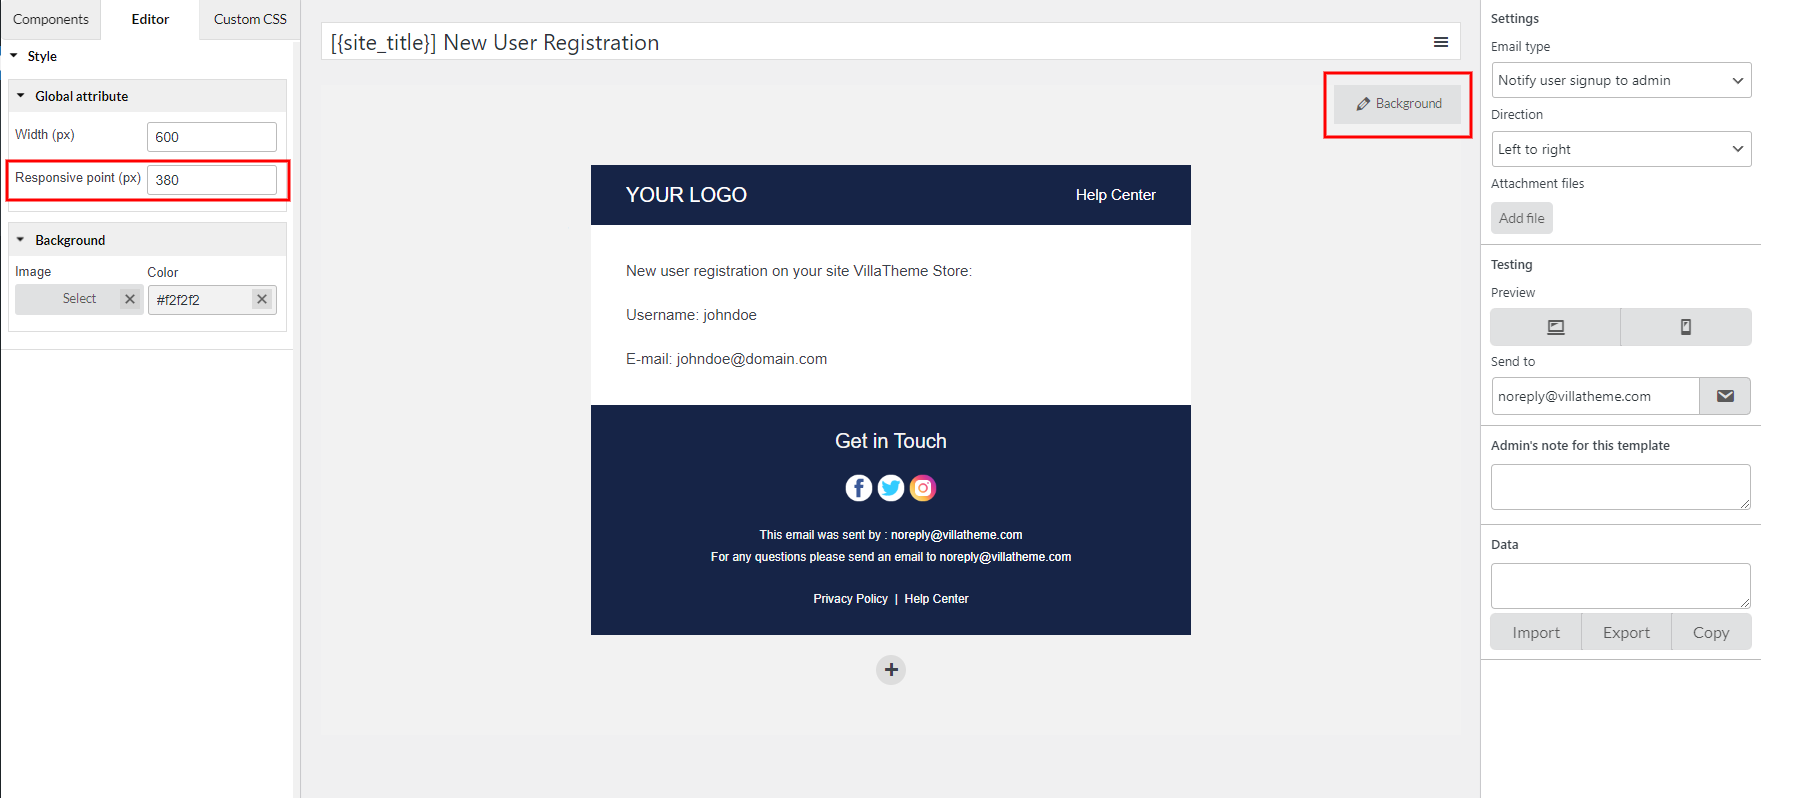 Components
Editor
Custom CSS
Style
Global attribute
Width (px)
600
Responsive point (px)
380
Background
Image
Color
Select
#f2f2f2
[{site_title}] New User Registration
Background
YOUR LOGO
Help Center
New user registration on your site VillaTheme Store:
Username: johndoe
E-mail: johndoe@domain.com
Get in Touch
This email was sent by : noreply@villatheme.com
For any questions please send an email to noreply@villatheme.com
Privacy Policy | Help Center
Settings
Email type
Notify user signup to admin
Direction
Left to right
Attachment files
Add file
Testing
Preview
Send to
noreply@villatheme.com
Admin's note for this template
Data
Import
Export
Copy